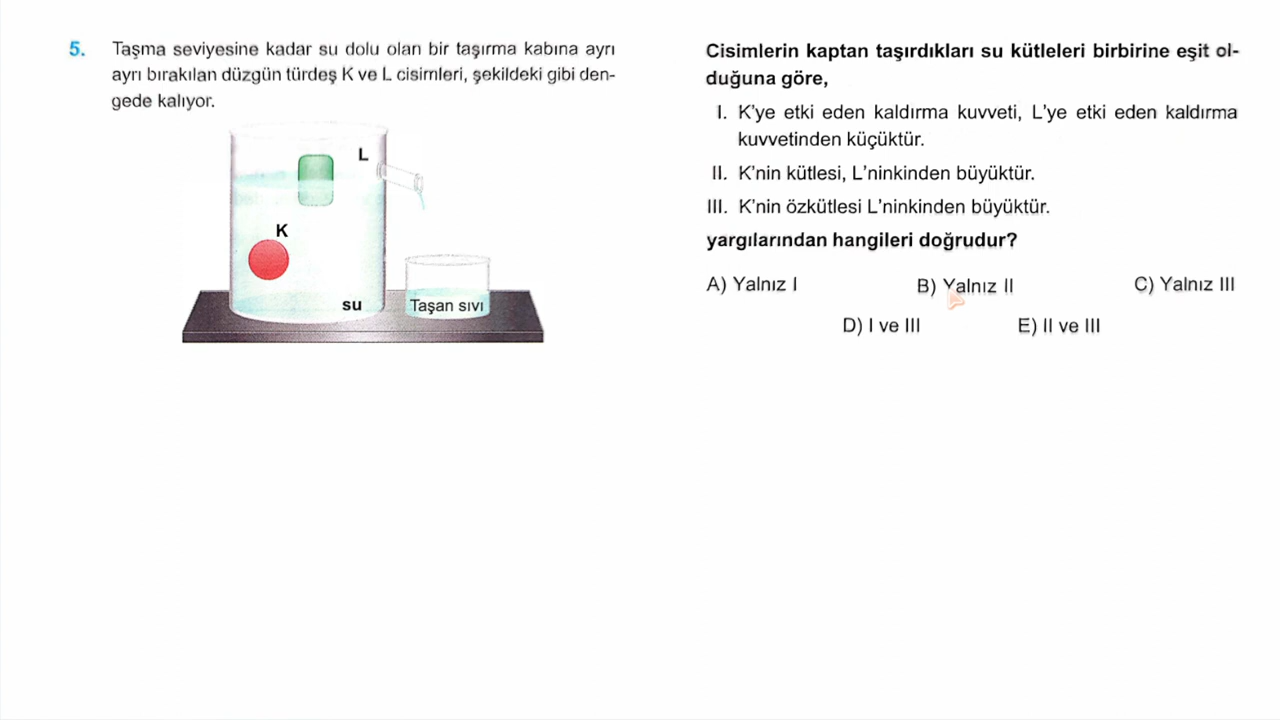 5. Taşma seviyesine kadar su dolu olan bir taşırma kabına ayrı
ayrı bırakılan düzgün türdeş K ve L cisimleri, şekildeki gibi den-
gede kalıyor.
L
K
su
Taşan sıvı
Cisimlerin kaptan taşırdıkları su kütleleri birbirine eşit ol-
duğuna göre,
I. K'ye etki eden kaldırma kuvveti, L'ye etki eden kaldırma
kuvvetinden küçüktür.
II. K'nin kütlesi, L'ninkinden büyüktür.
III. K'nin özkütlesi L'ninkinden büyüktür.
yargılarından hangileri doğrudur?
A) Yalnız I B) Yalnız II C) Yalnız III
D) I ve III E) II ve III